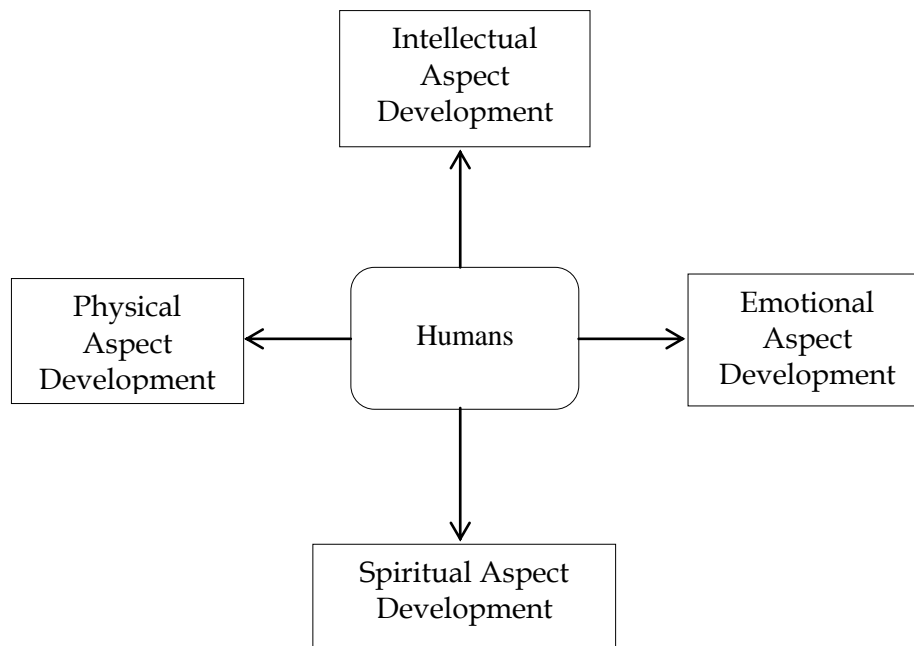 Intellectual
Aspect
Development
Physical
Aspect
Development
Humans
Emotional
Aspect
Development
Spiritual Aspect
Development